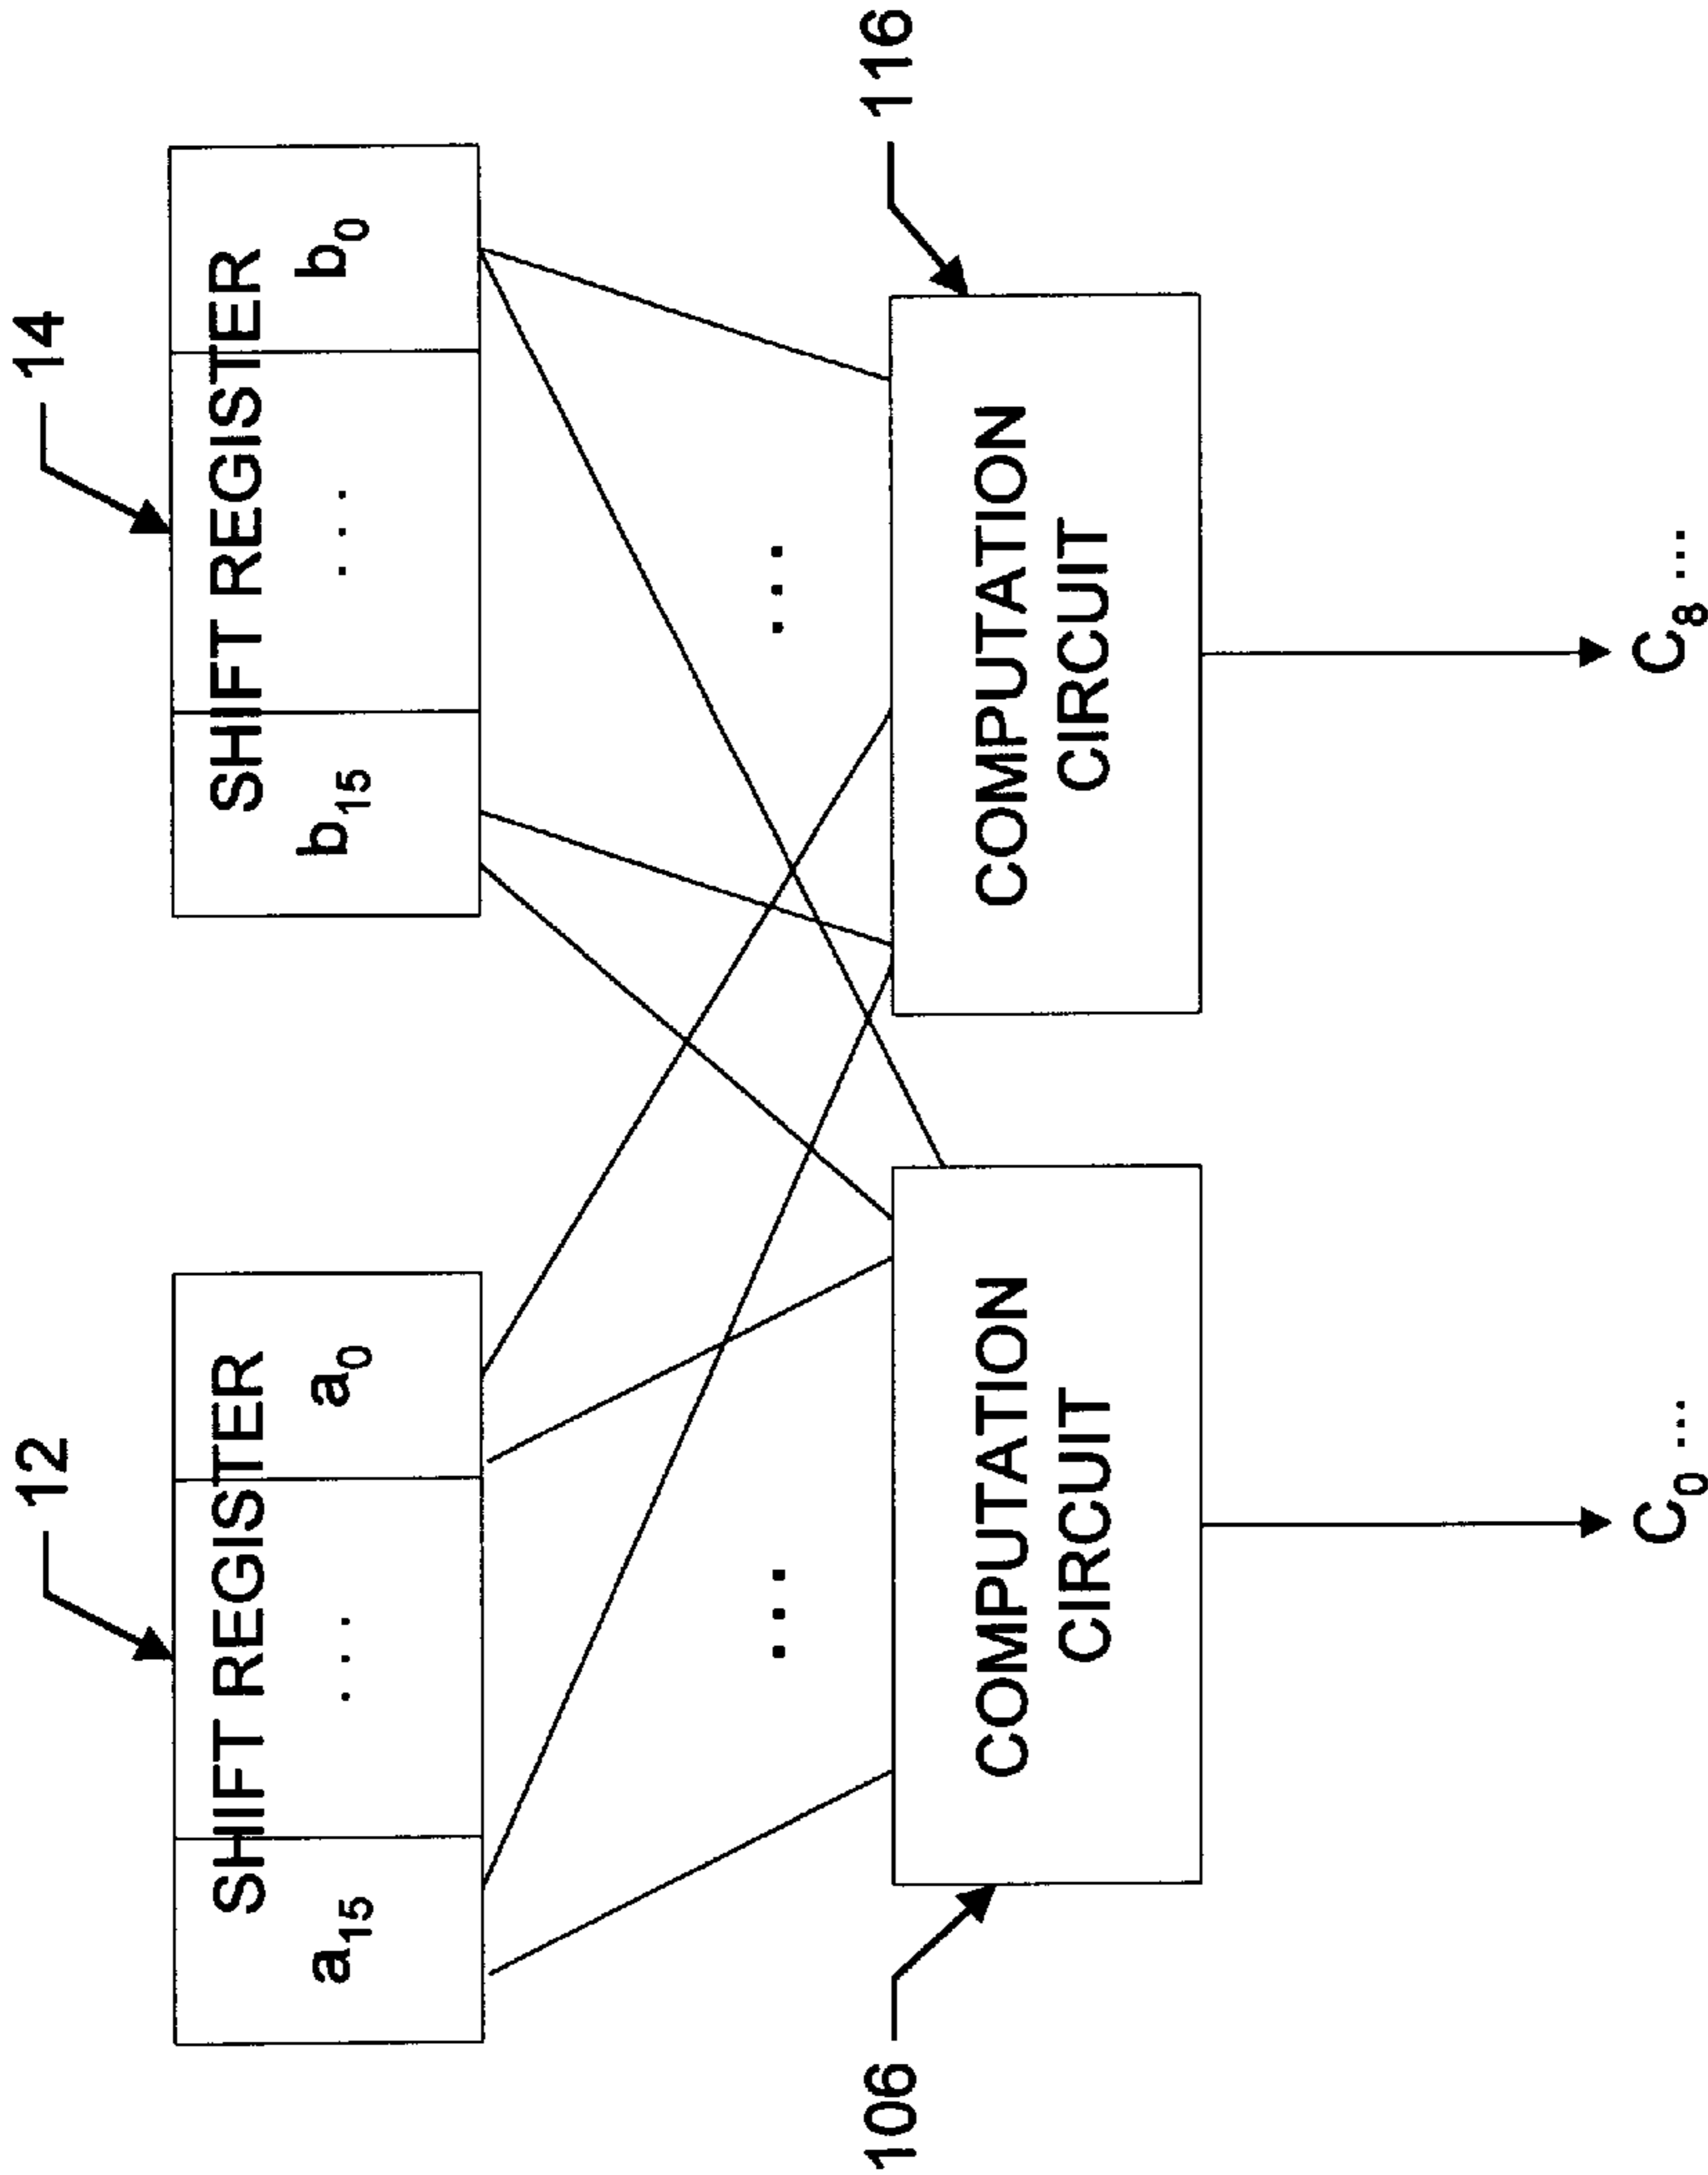 12
14
SHIFT REGISTER
SHIFT REGISTER
a15 ... a0
b15 ... b0
... ...
106
116
COMPUTATION
CIRCUIT
COMPUTATION
CIRCUIT
C0 ...
C8 ...